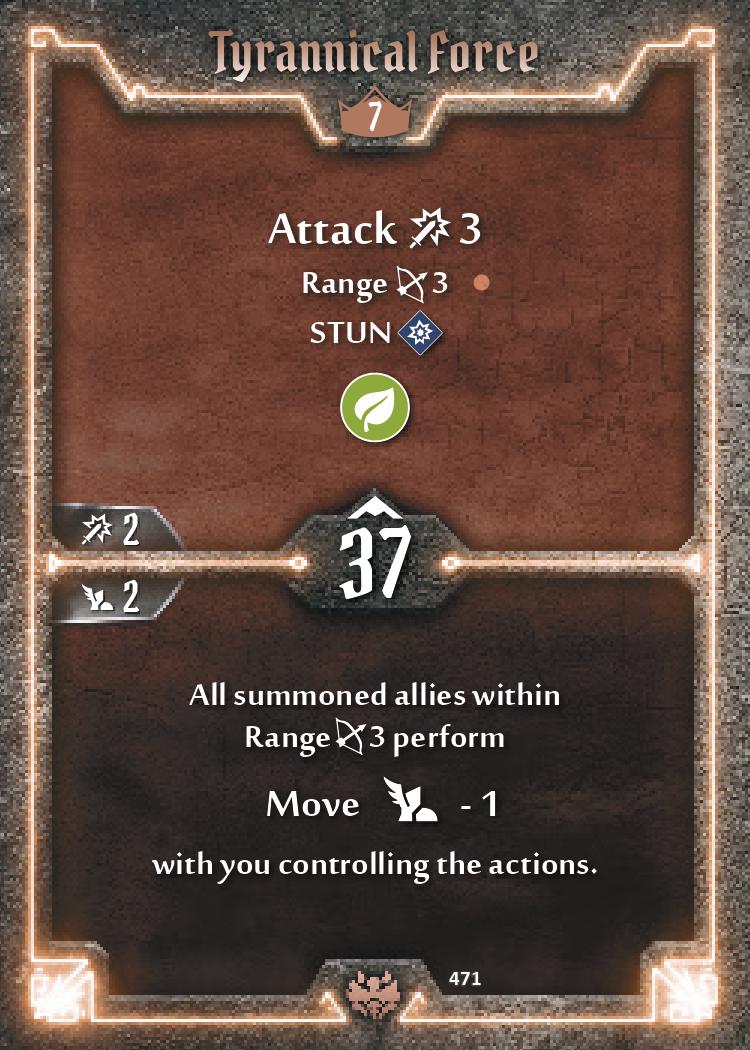 Tyrannical Force
7
Attack 3
Range 3
STUN
2
37
2
All summoned allies within
Range 3 perform
Move - 1
with you controlling the actions.
471